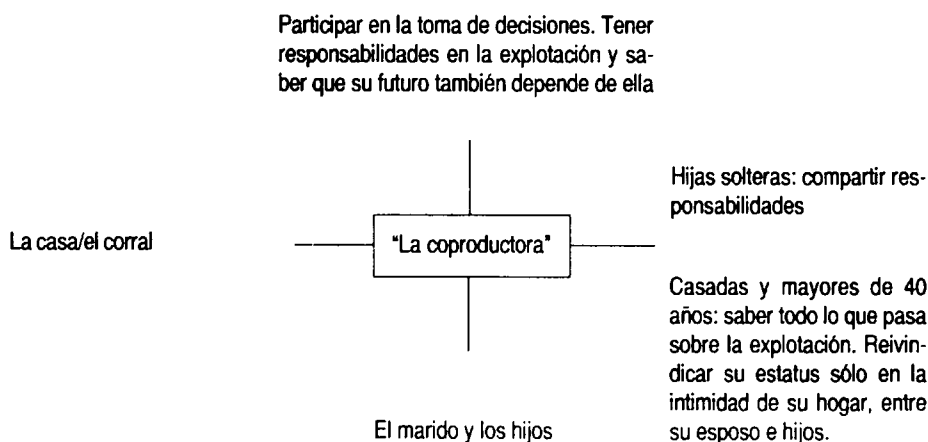 Participar en la toma de decisiones. Tener
responsabilidades en la explotación y sa-
ber que su futuro también depende de ella
Hijas solteras: compartir res-
ponsabilidades
La casa/el corral
"La coproductora"
Casadas y mayores de 40
años: saber todo lo que pasa
sobre la explotación. Reivin-
dicar su estatus sólo en la
intimidad de su hogar, entre
su esposo e hijos.
El marido y los hijos